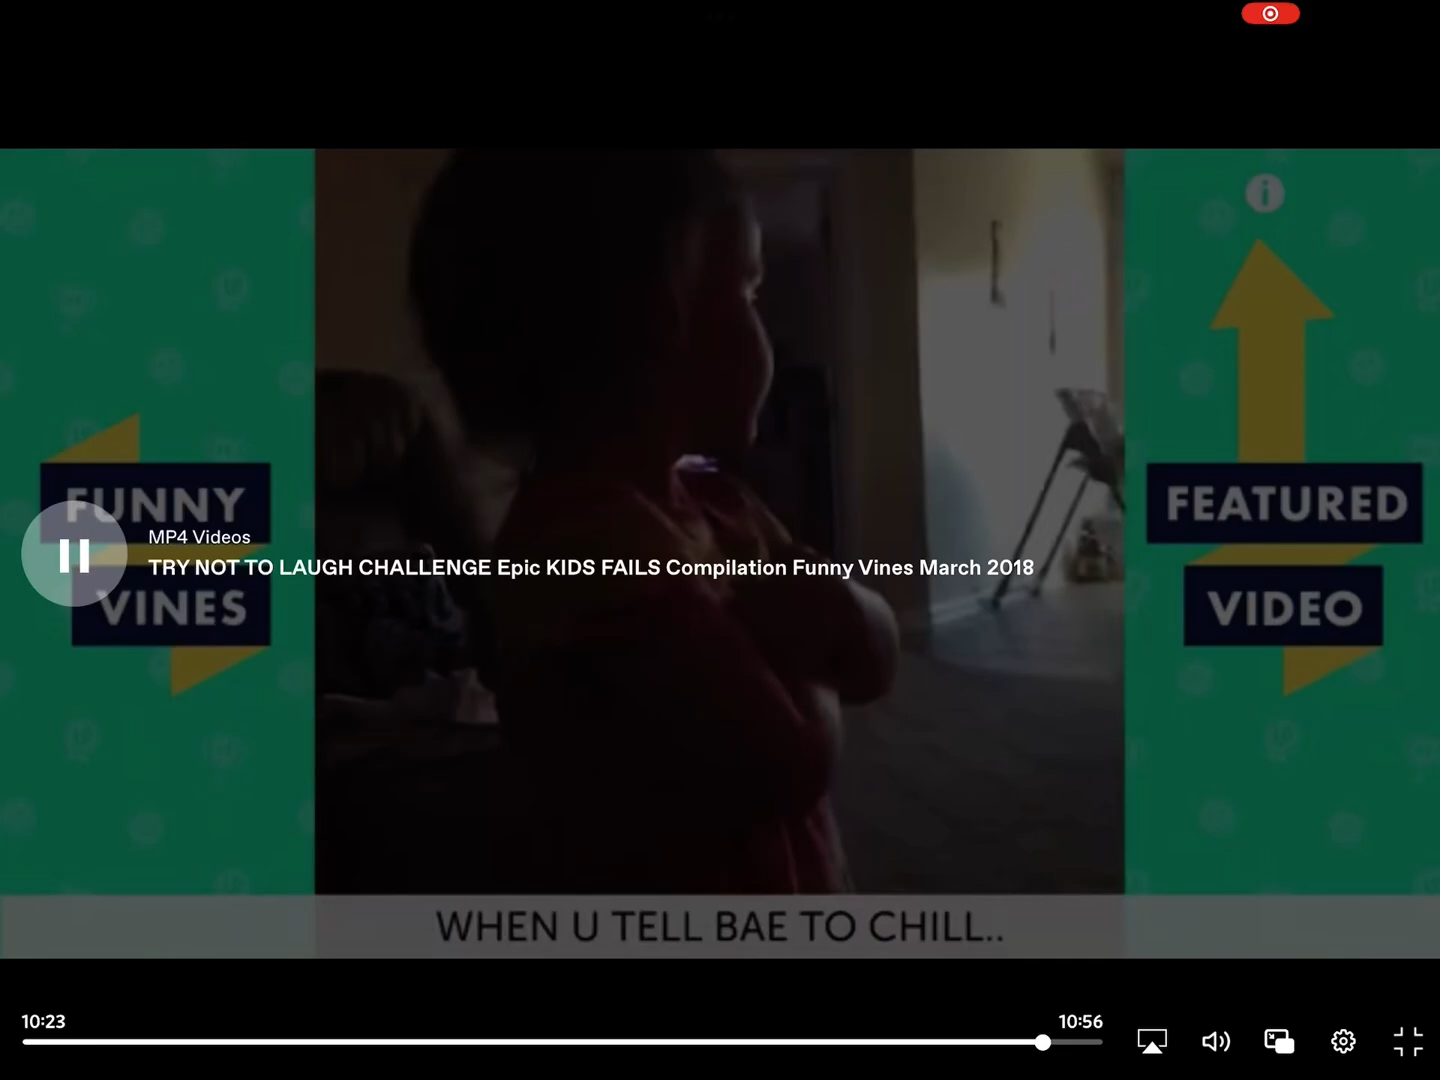 FUNNY
VINES
FEATURED
VIDEO
MP4 Videos
TRY NOT TO LAUGH CHALLENGE Epic KIDS FAILS Compilation Funny Vines March 2018
WHEN U TELL BAE TO CHILL..
10:23
10:56